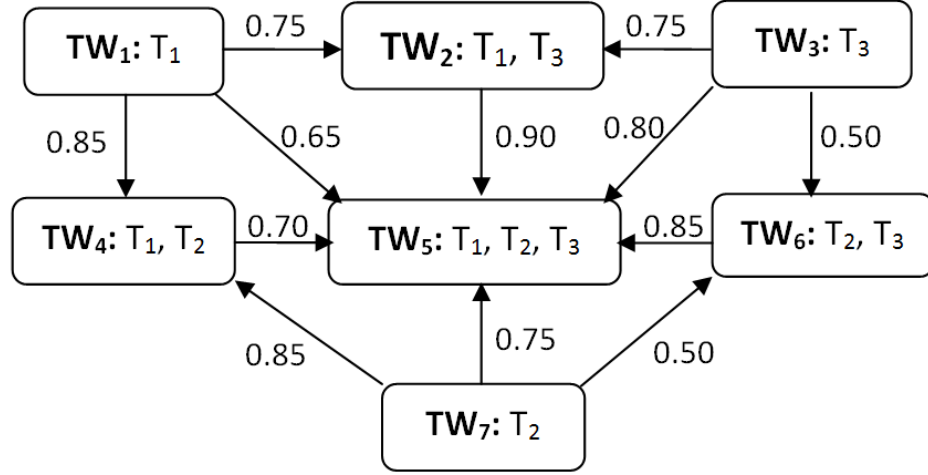 TW₁: T₁
0.75
TW₂: T₁, T₃
0.75
TW₃: T₃
0.85
0.65
0.90
0.80
0.50
TW₄: T₁, T₂
0.70
TW₅: T₁, T₂, T₃
0.85
TW₆: T₂, T₃
0.85
0.75
0.50
TW₇: T₂